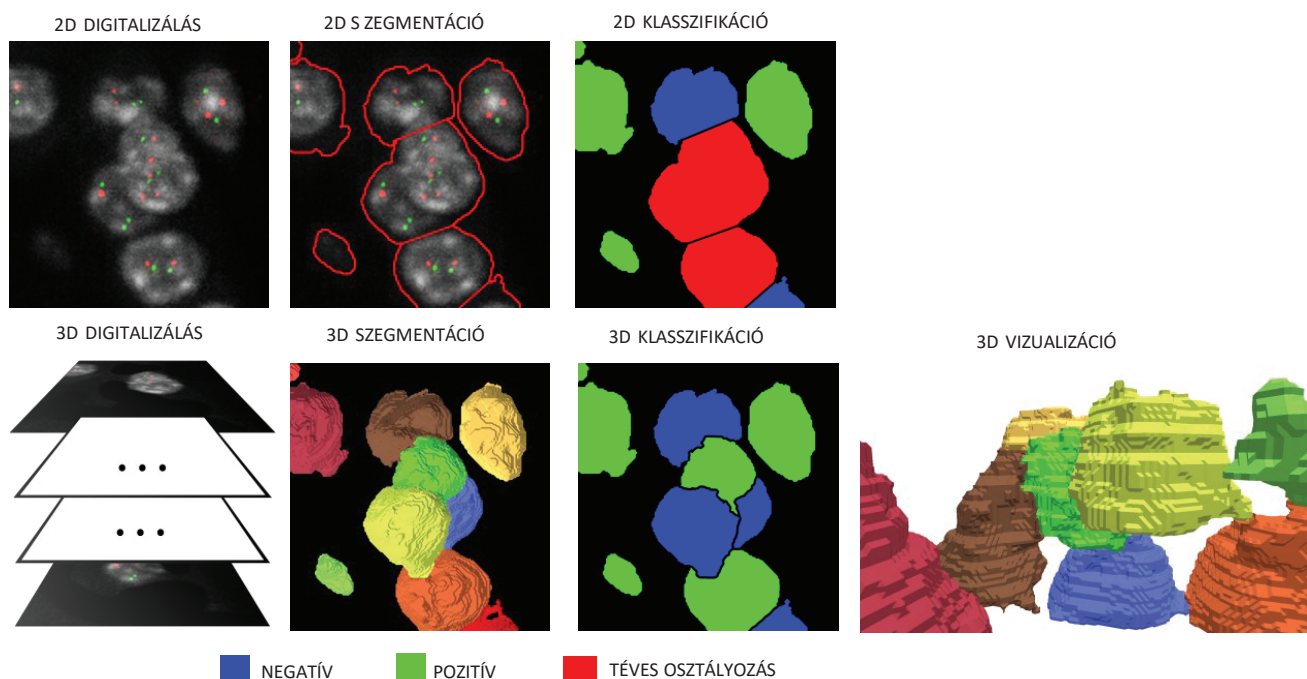 2D DIGITALIZÁLÁS
2D S ZEGMENTÁCIÓ
2D KLASSZIFIKÁCIÓ
3D DIGITALIZÁLÁS
3D SZEGMENTÁCIÓ
3D KLASSZIFIKÁCIÓ
3D VIZUALIZÁCIÓ
NEGATÍV
POZITÍV
TÉVES OSZTÁLYOZÁS